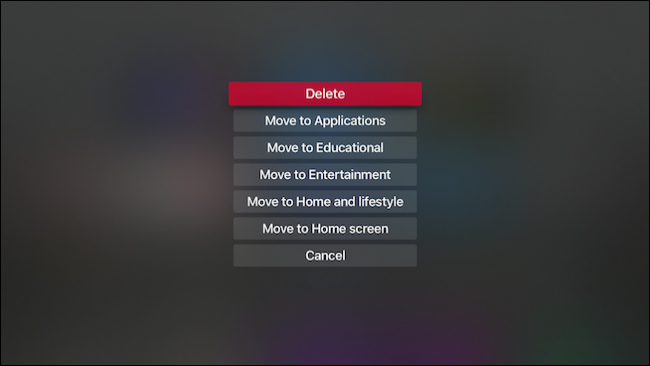 Delete
Move to Applications
Move to Educational
Move to Entertainment
Move to Home and lifestyle
Move to Home screen
Cancel